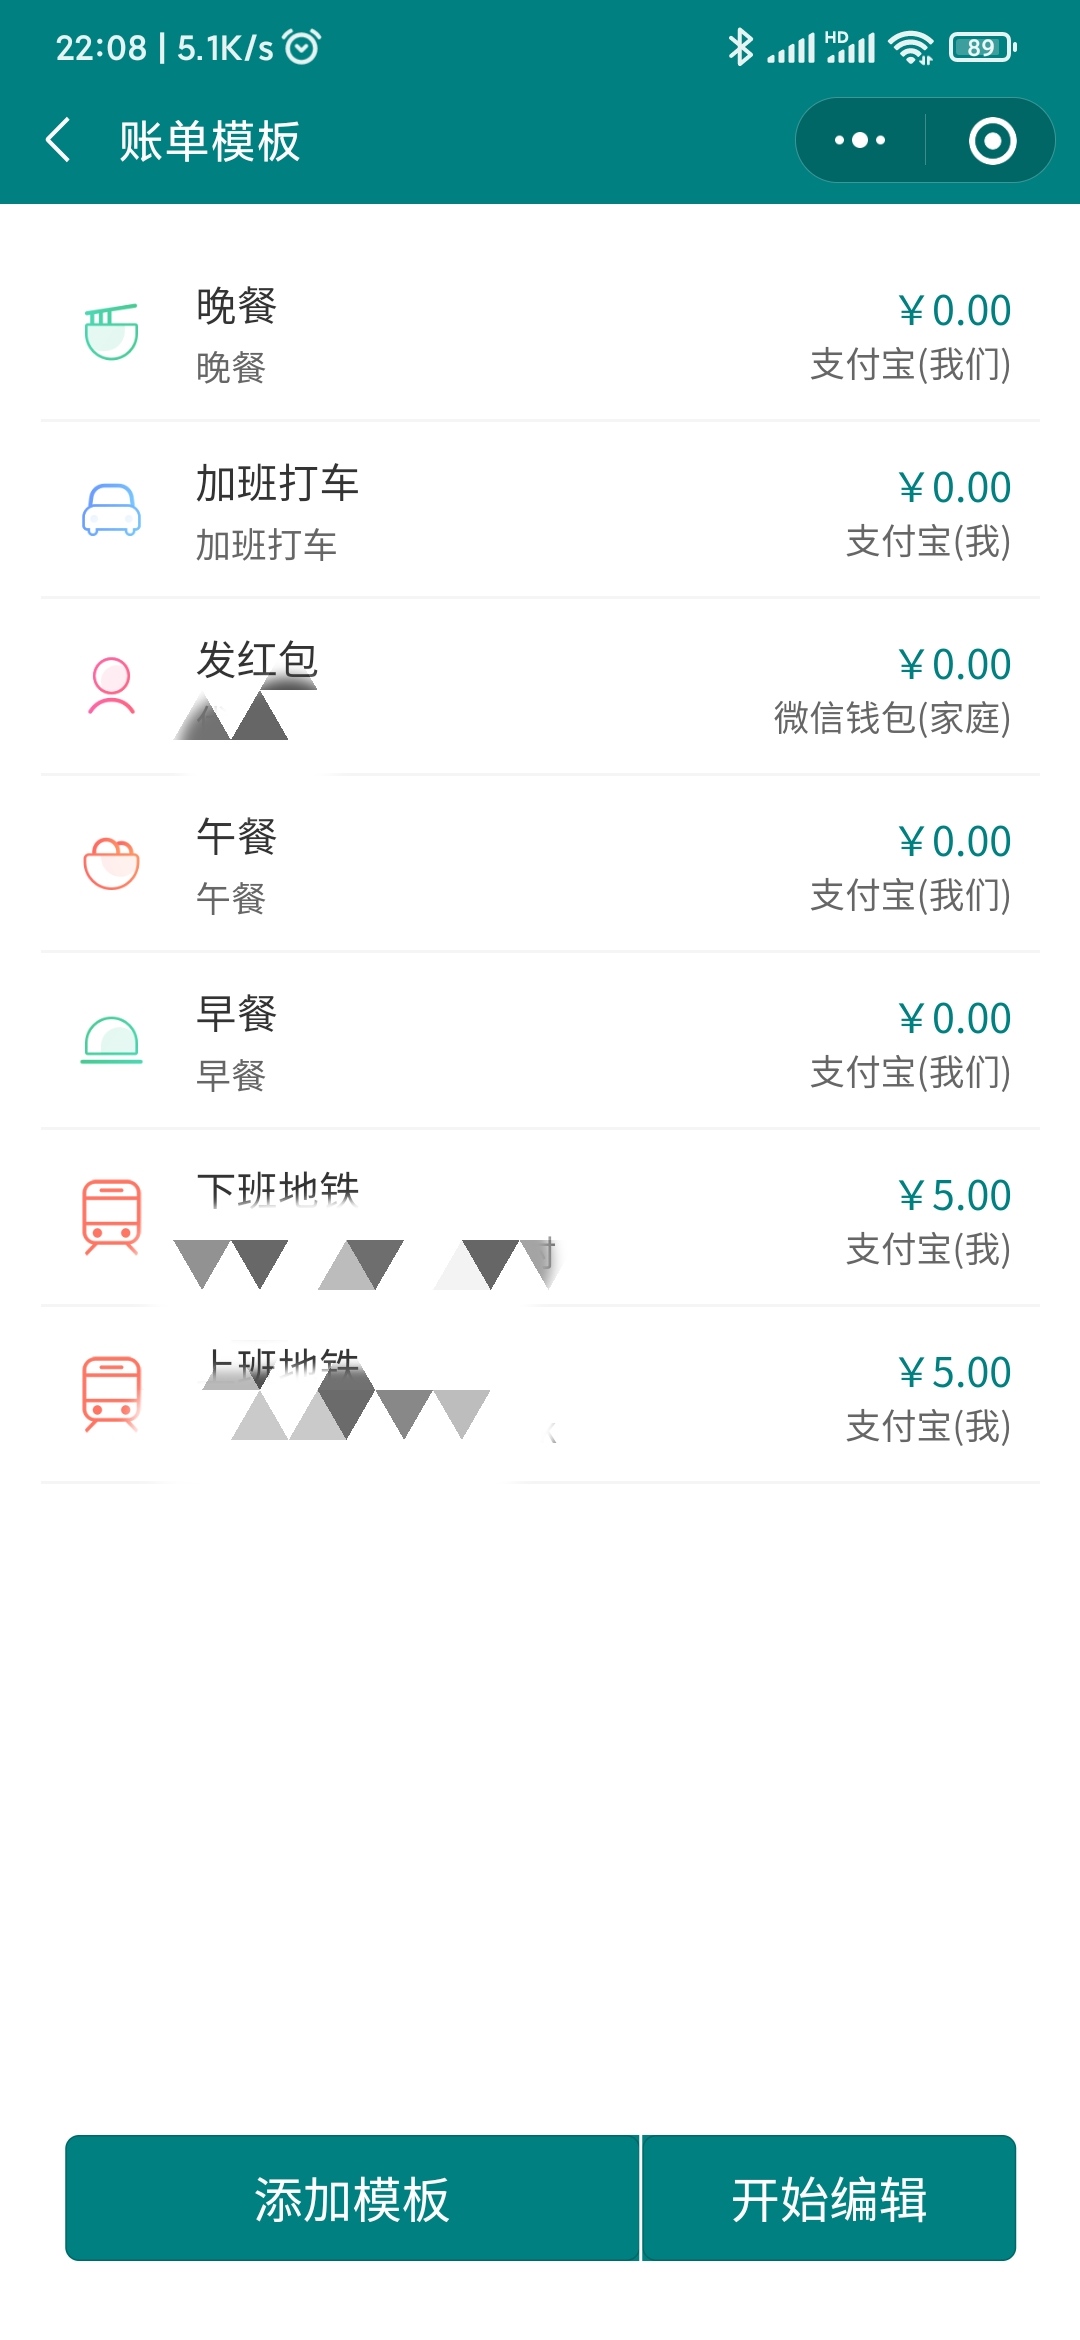 22:08 | 5.1K/s
HD
89
账单模板
晚餐
¥0.00
晚餐
支付宝(我们)
加班打车
¥0.00
加班打车
支付宝(我)
发红包
¥0.00
微信钱包(家庭)
午餐
¥0.00
午餐
支付宝(我们)
早餐
¥0.00
早餐
支付宝(我们)
下班地铁
¥5.00
支付宝(我)
上班地铁
¥5.00
支付宝(我)
添加模板
开始编辑